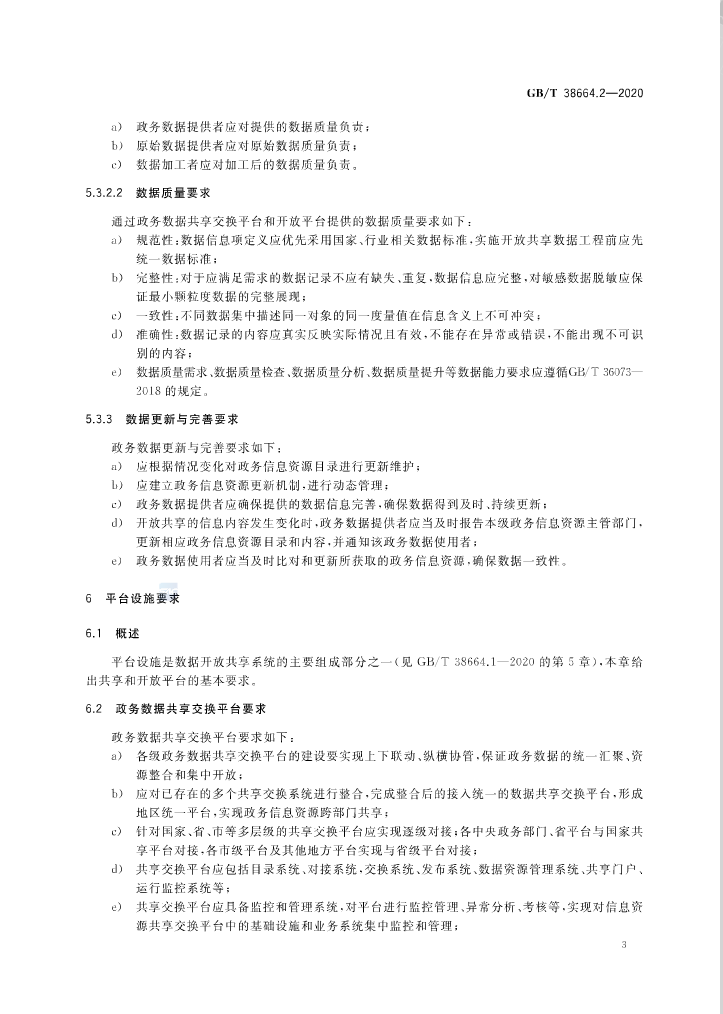 GB/T 38664.2—2020
a) 政务数据提供者应对提供的数据质量负责;
b) 原始数据提供者应对原始数据质量负责;
c) 数据加工者应对加工后的数据质量负责。
5.3.2.2 数据质量要求
通过政务数据共享交换平台和开放平台提供的数据质量要求如下:
a) 规范性:数据信息项定义应优先采用国家、行业相关数据标准,实施开放共享数据工程前应先
统一数据标准;
b) 完整性:对于应满足需求的数据记录不应有缺失、重复,数据信息应完整,对敏感数据脱敏应保
证最小颗粒度数据的完整展现;
c) 一致性:不同数据集中描述同一对象的同一度量值在信息含义上不可冲突;
d) 准确性:数据记录的内容应真实反映实际情况且有效,不能存在异常或错误,不能出现不可识
别的内容;
e) 数据质量需求、数据质量检查、数据质量分析、数据质量提升等数据能力要求应遵循GB/T 36073—
2018 的规定。
5.3.3 数据更新与完善要求
政务数据更新与完善要求如下:
a) 应根据情况变化对政务信息资源目录进行更新维护;
b) 应建立政务信息资源更新机制,进行动态管理;
c) 政务数据提供者应确保提供的数据信息完善,确保数据得到及时、持续更新;
d) 开放共享的信息内容发生变化时,政务数据提供者应当及时报告本级政务信息资源主管部门,
更新相应政务信息资源目录和内容,并通知该政务数据使用者;
e) 政务数据使用者应当及时比对和更新所获取的政务信息资源,确保数据一致性。
6 平台设施要求
6.1 概述
平台设施是数据开放共享系统的主要组成部分之一(见 GB/T 38664.1—2020 的第 5 章),本章给
出共享和开放平台的基本要求。
6.2 政务数据共享交换平台要求
政务数据共享交换平台要求如下:
a) 各级政务数据共享交换平台的建设要实现上下联动、纵横协管,保证政务数据的统一汇聚、资
源整合和集中开放;
b) 应对已存在的多个共享交换系统进行整合,完成整合后的接入统一的数据共享交换平台,形成
地区统一平台,实现政务信息资源跨部门共享;
c) 针对国家、省、市等多层级的共享交换平台应实现逐级对接;各中央政务部门、省平台与国家共
享平台对接,各市级平台及其他地方平台实现与省级平台对接;
d) 共享交换平台应包括目录系统、对接系统,交换系统、发布系统、数据资源管理系统、共享门户、
运行监控系统等;
e) 共享交换平台应具备监控和管理系统,对平台进行监控管理、异常分析、考核等,实现对信息资
源共享交换平台中的基础设施和业务系统集中监控和管理;
3